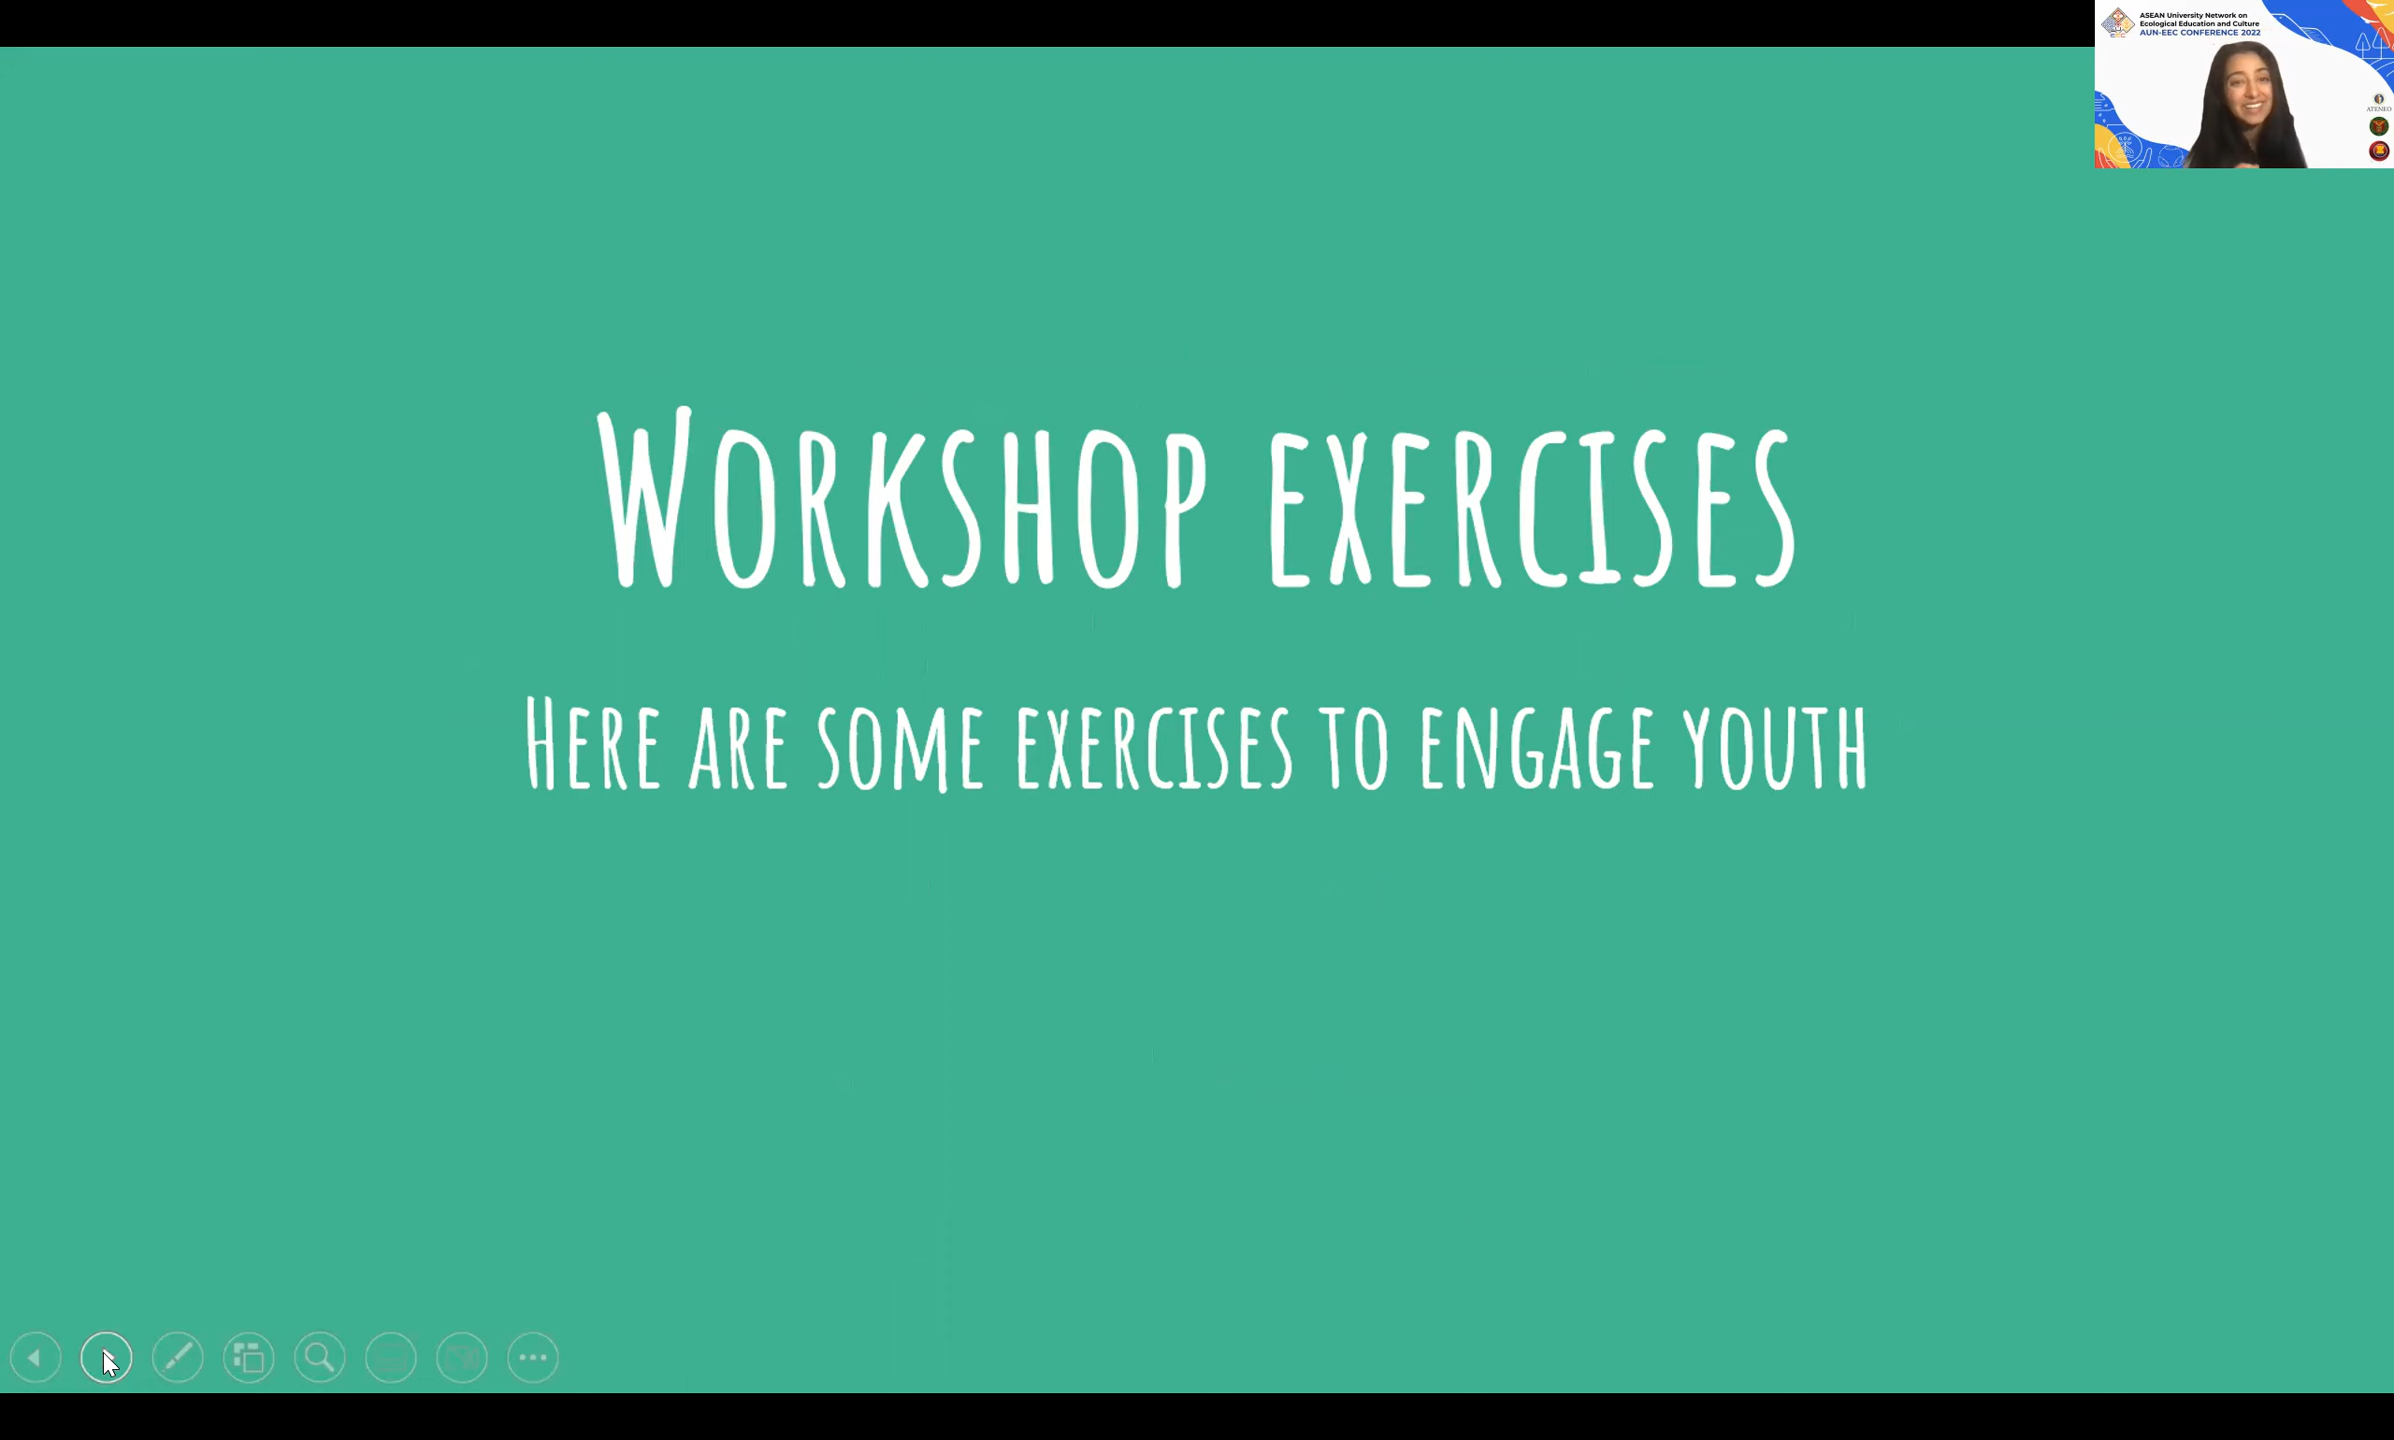 ASEAN University Network on
Ecological Education and Culture
AUN-EEC CONFERENCE 2022
ATENEO
WORKSHOP EXERCISES
HERE ARE SOME EXERCISES TO ENGAGE YOUTH